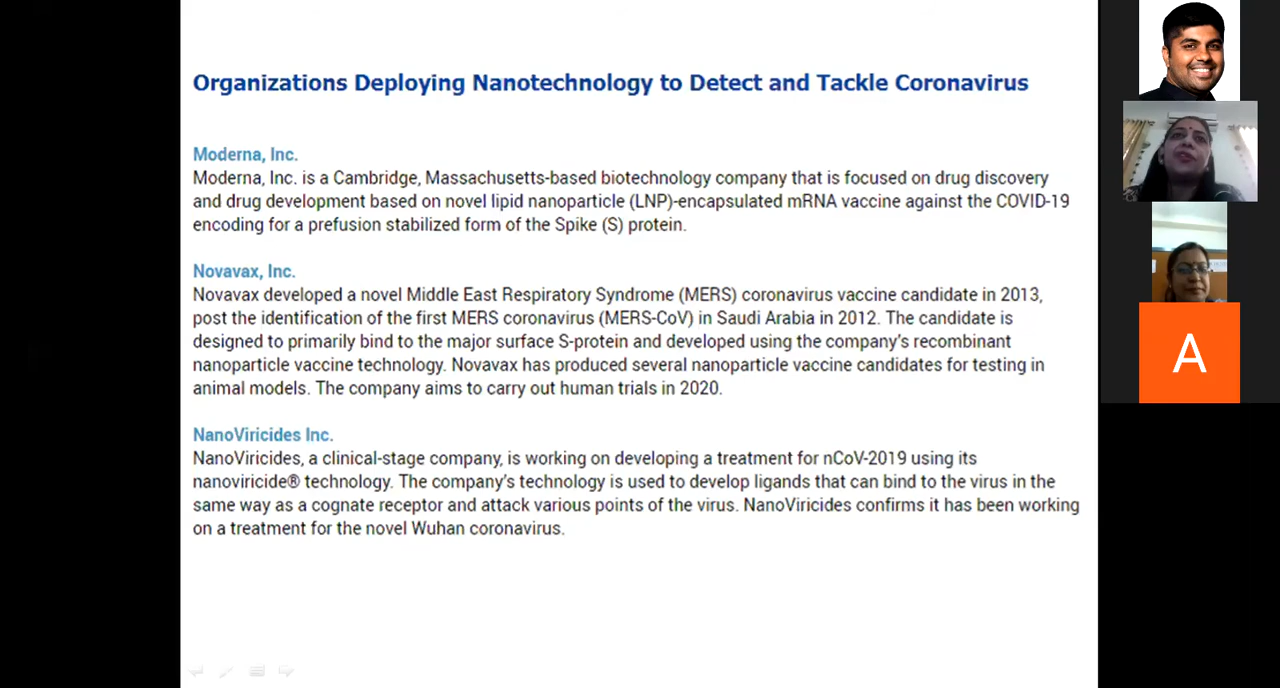 Organizations Deploying Nanotechnology to Detect and Tackle Coronavirus
Moderna, Inc.
Moderna, Inc. is a Cambridge, Massachusetts-based biotechnology company that is focused on drug discovery
and drug development based on novel lipid nanoparticle (LNP)-encapsulated mRNA vaccine against the COVID-19
encoding for a prefusion stabilized form of the Spike (S) protein.
Novavax, Inc.
Novavax developed a novel Middle East Respiratory Syndrome (MERS) coronavirus vaccine candidate in 2013,
post the identification of the first MERS coronavirus (MERS-CoV) in Saudi Arabia in 2012. The candidate is
designed to primarily bind to the major surface S-protein and developed using the company's recombinant
nanoparticle vaccine technology. Novavax has produced several nanoparticle vaccine candidates for testing in
animal models. The company aims to carry out human trials in 2020.
NanoViricides Inc.
NanoViricides, a clinical-stage company, is working on developing a treatment for nCoV-2019 using its
nanoviricide® technology. The company's technology is used to develop ligands that can bind to the virus in the
same way as a cognate receptor and attack various points of the virus. NanoViricides confirms it has been working
on a treatment for the novel Wuhan coronavirus.
A